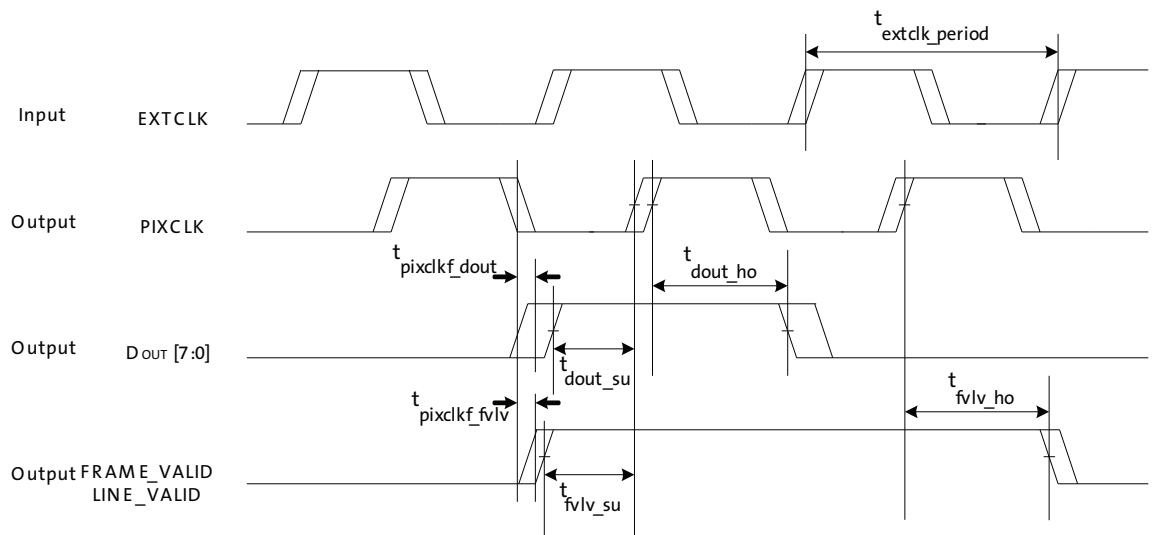 t extclk_period
Input EXTCLK
Output PIXCLK
t pixclkf_dout
t dout_ho
Output DOUT [7:0]
t dout_su
t pixclkf_fvlv
t fvlv_ho
Output FRAME_VALID
LINE_VALID
t fvlv_su